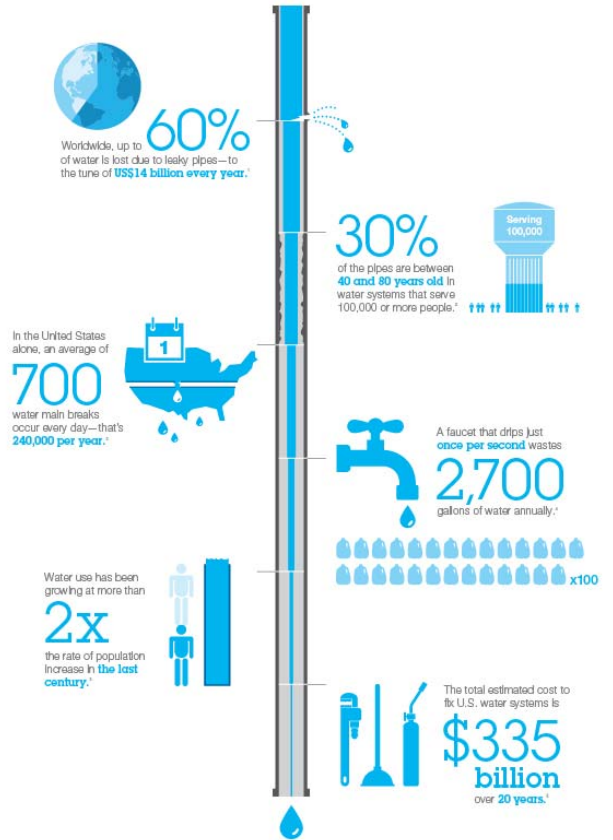 60%
Worldwide, up to
of water is lost due to leaky pipes—to
the tune of US$14 billion every year.¹
Serving
100,000
30%
of the pipes are between
40 and 80 years old in
water systems that serve
100,000 or more people.²
1
In the United States
alone, an average of
700
water main breaks
occur every day—that's
240,000 per year.
A faucet that drips just
once per second wastes
2,700
gallons of water annually.⁴
x100
Water use has been
growing at more than
2x
the rate of population
increase in the last
century.
The total estimated cost to
fix U.S. water systems is
$335
billion
over 20 years.